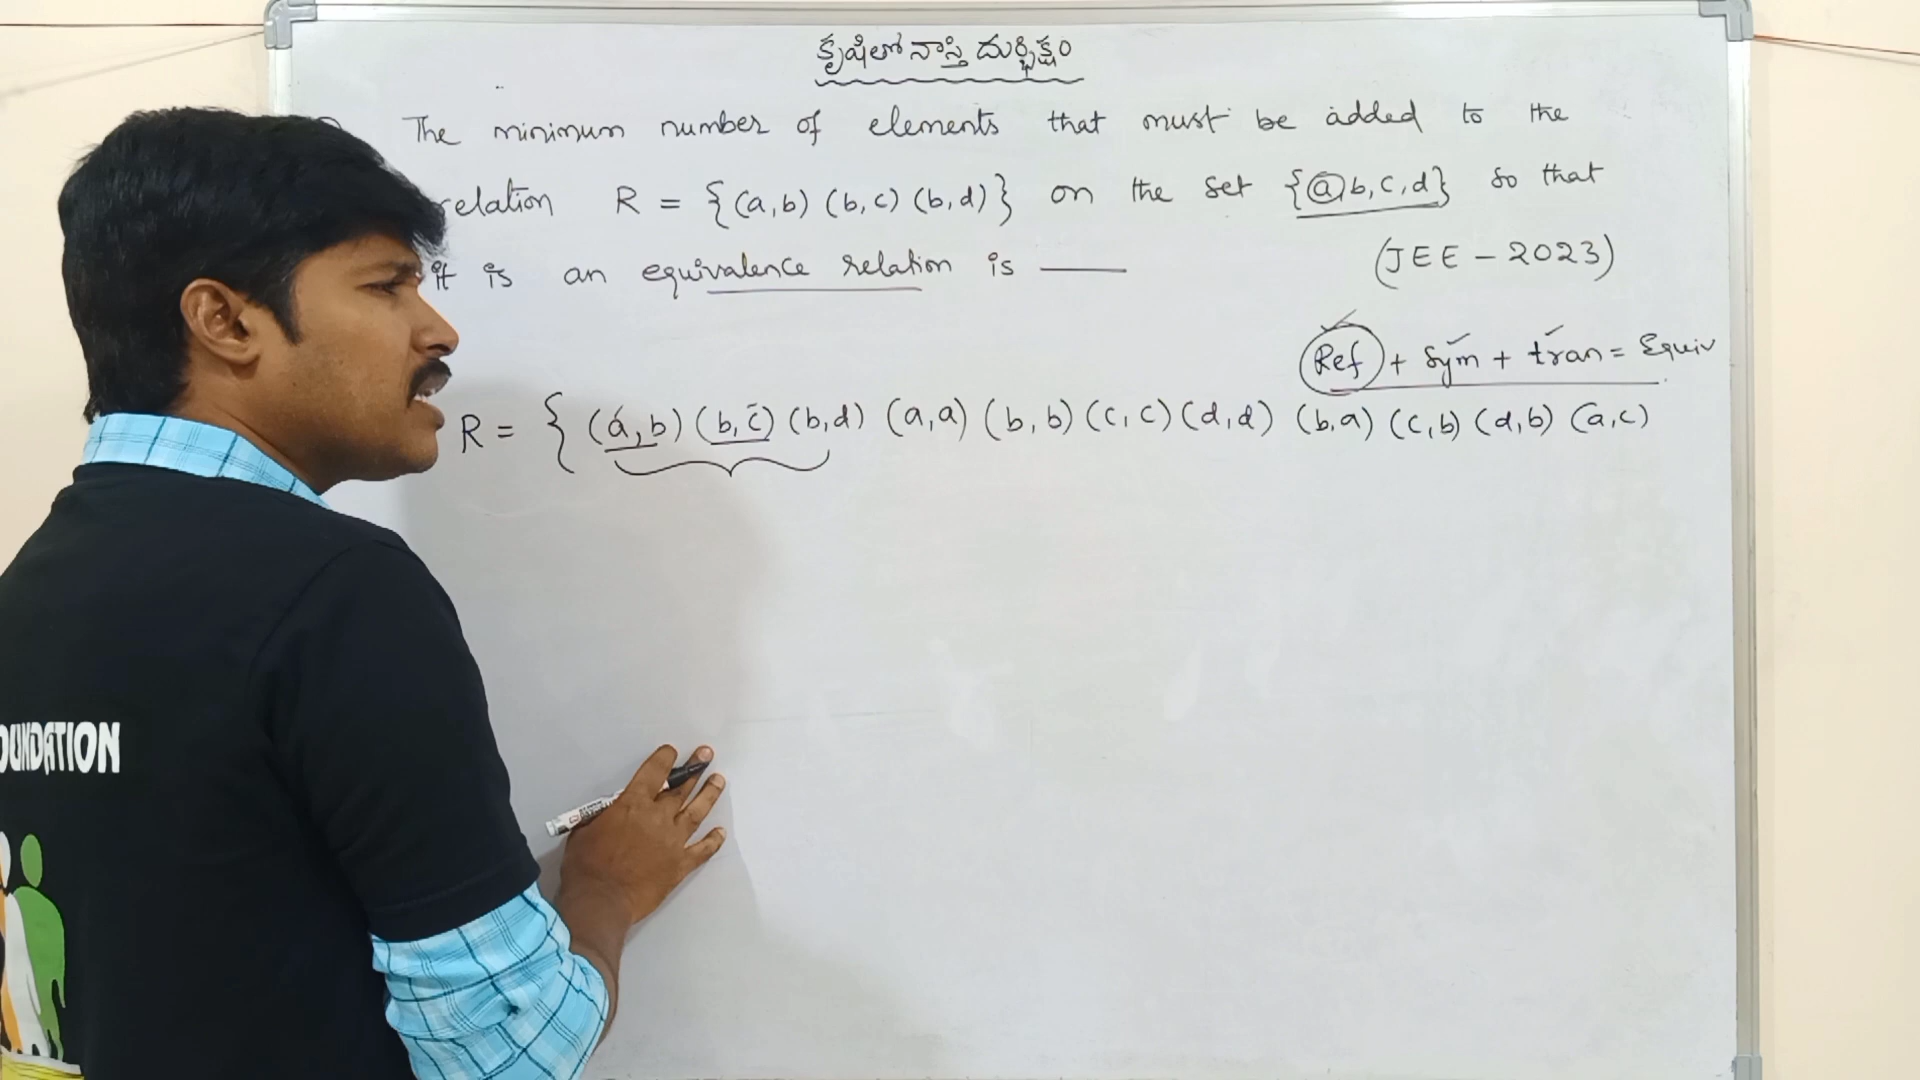 కృషితో నాస్తి దుర్భిక్షం
The minimum number of elements that must be added to the
relation R = {(a,b) (b,c) (b,d)} on the set {a b,c,d} so that
it is an equivalence relation is ——
(JEE - 2023)
Ref + Sym + tran = Equiv
R = { (a,b) (b,c) (b,d) (a,a) (b,b) (c,c) (d,d) (b,a) (c,b) (d,b) (a,c)
OUNDATION